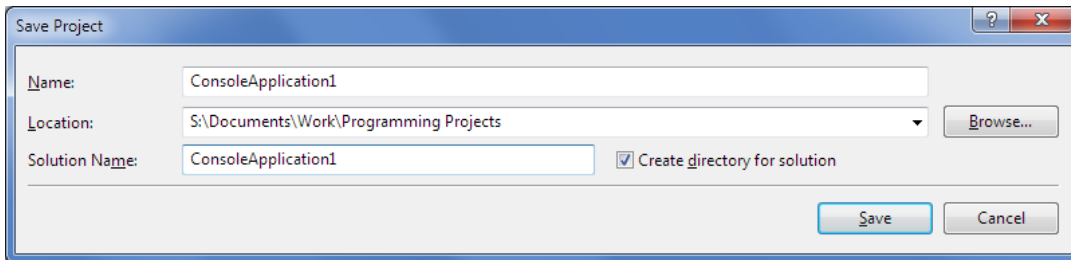 Save Project
?
Name: ConsoleApplication1
Location: S:\Documents\Work\Programming Projects Browse...
Solution Name: ConsoleApplication1 Create directory for solution
Save Cancel